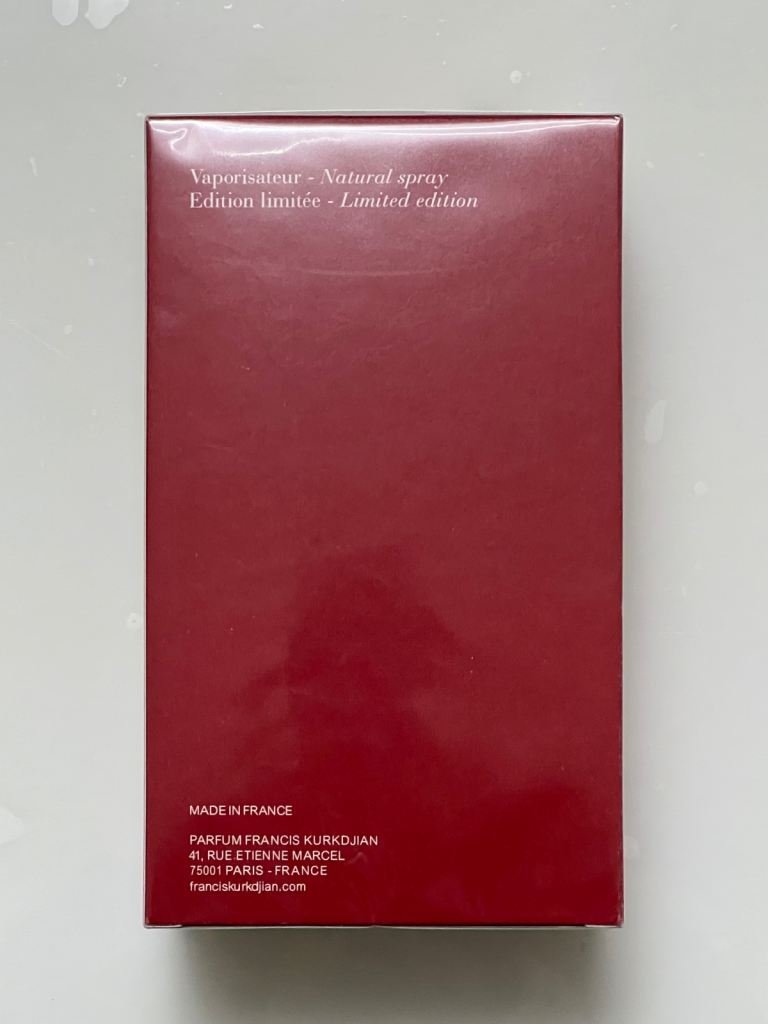 Vaporisateur - Natural spray
Edition limitée - Limited edition
MADE IN FRANCE
PARFUM FRANCIS KURKDJIAN
41, RUE ETIENNE MARCEL
75001 PARIS - FRANCE
franciskurkdjian.com